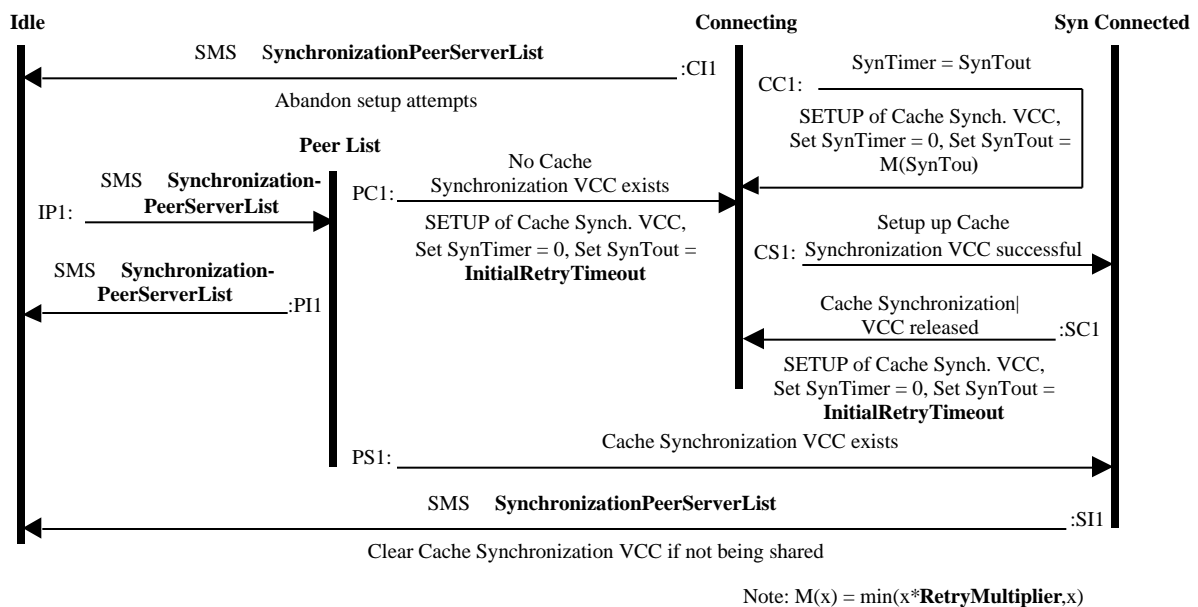 Idle
Connecting
Syn Connected
SMS SynchronizationPeerServerList
:CI1
Abandon setup attempts
CC1:
SynTimer = SynTout
SETUP of Cache Synch. VCC,
Set SynTimer = 0, Set SynTout =
M(SynTou)
Peer List
IP1:
SMS Synchronization-
PeerServerList
PC1:
No Cache
Synchronization VCC exists
SETUP of Cache Synch. VCC,
Set SynTimer = 0, Set SynTout =
InitialRetryTimeout
CS1:
Setup up Cache
Synchronization VCC successful
SMS Synchronization-
PeerServerList
:PI1
Cache Synchronization|
VCC released
:SC1
SETUP of Cache Synch. VCC,
Set SynTimer = 0, Set SynTout =
InitialRetryTimeout
PS1:
Cache Synchronization VCC exists
SMS SynchronizationPeerServerList
:SI1
Clear Cache Synchronization VCC if not being shared
Note: M(x) = min(x*RetryMultiplier,x)